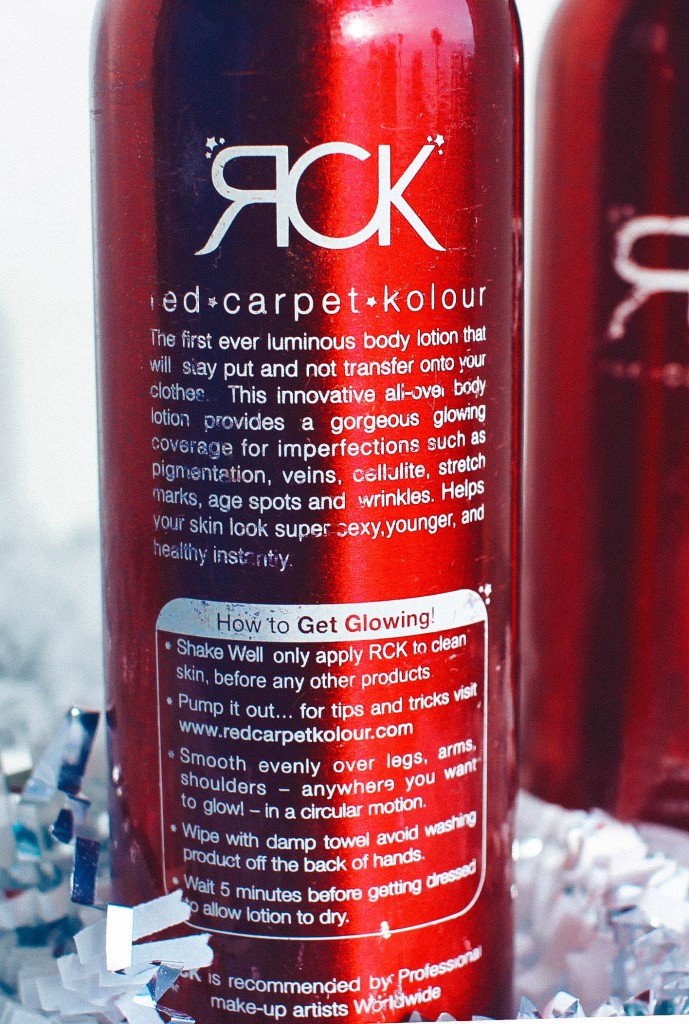 RCK
red★carpet★kolour
The first ever luminous body lotion that
will stay put and not transfer onto your
clothes. This innovative all-over body
lotion provides a gorgeous glowing
coverage for imperfections such as
pigmentation, veins, cellulite, stretch
marks, age spots and wrinkles. Helps
your skin look super sexy,younger, and
healthy instantly.
How to Get Glowing!
* Shake Well only apply RCK to clean
skin, before any other products.
* Pump it out... for tips and tricks visit
www.redcarpetkolour.com
* Smooth evenly over legs, arms,
shoulders – anywhere you want
to glow! – in a circular motion.
* Wipe with damp towel avoid washing
product off the back of hands.
* Wait 5 minutes before getting dressed
to allow lotion to dry.
RCK is recommended by Professional
make-up artists Worldwide